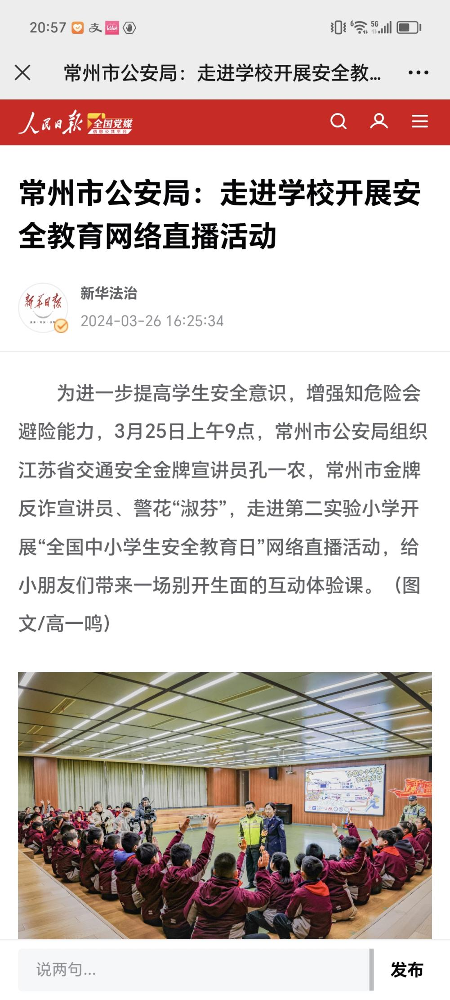 20:57
支
bilibili
6
5G
常州市公安局：走进学校开展安全教...
人民日报
全国党媒
信息公共平台
常州市公安局：走进学校开展安
全教育网络直播活动
新华日报
新华法治
2024-03-26 16:25:34
为进一步提高学生安全意识，增强知危险会
避险能力，3月25日上午9点，常州市公安局组织
江苏省交通安全金牌宣讲员孔一农，常州市金牌
反诈宣讲员、警花“淑芬”，走进第二实验小学开
展“全国中小学生安全教育日”网络直播活动，给
小朋友们带来一场别开生面的互动体验课。（图
文/高一鸣）
“全国中小学生
安全教育日”
说两句...
发布